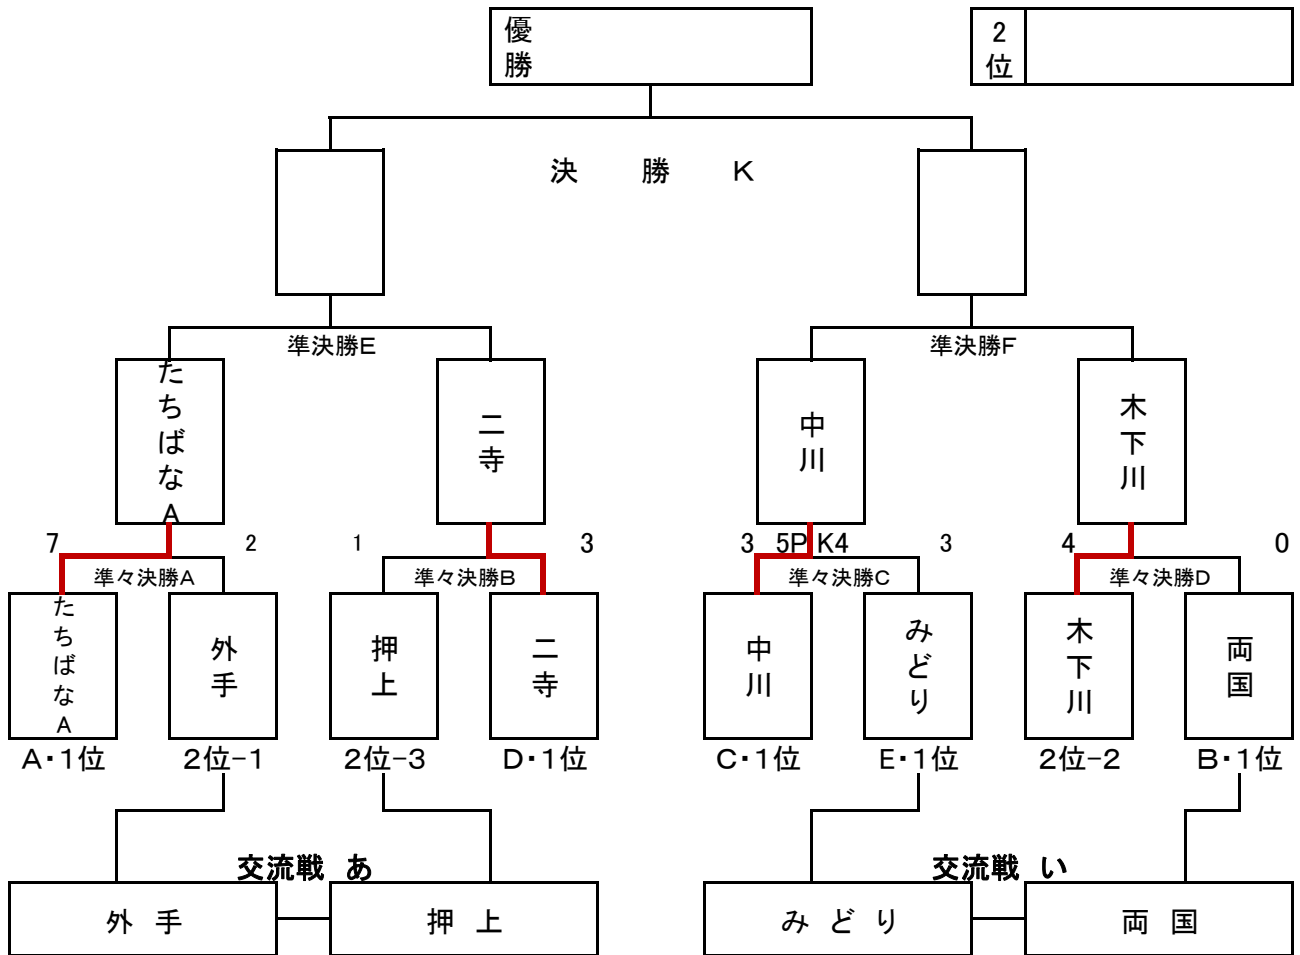 優勝
2位
決 勝 K
準決勝E
準決勝F
たちばなA
二寺
中川
木下川
7 2 1 3 3 5PK4 3 4 0
準々決勝A
準々決勝B
準々決勝C
準々決勝D
たちばなA
外手
押上
二寺
中川
みどり
木下川
両国
A・1位 2位-1 2位-3 D・1位 C・1位 E・1位 2位-2 B・1位
交流戦 あ
交流戦 い
外 手
押 上
み ど り
両 国